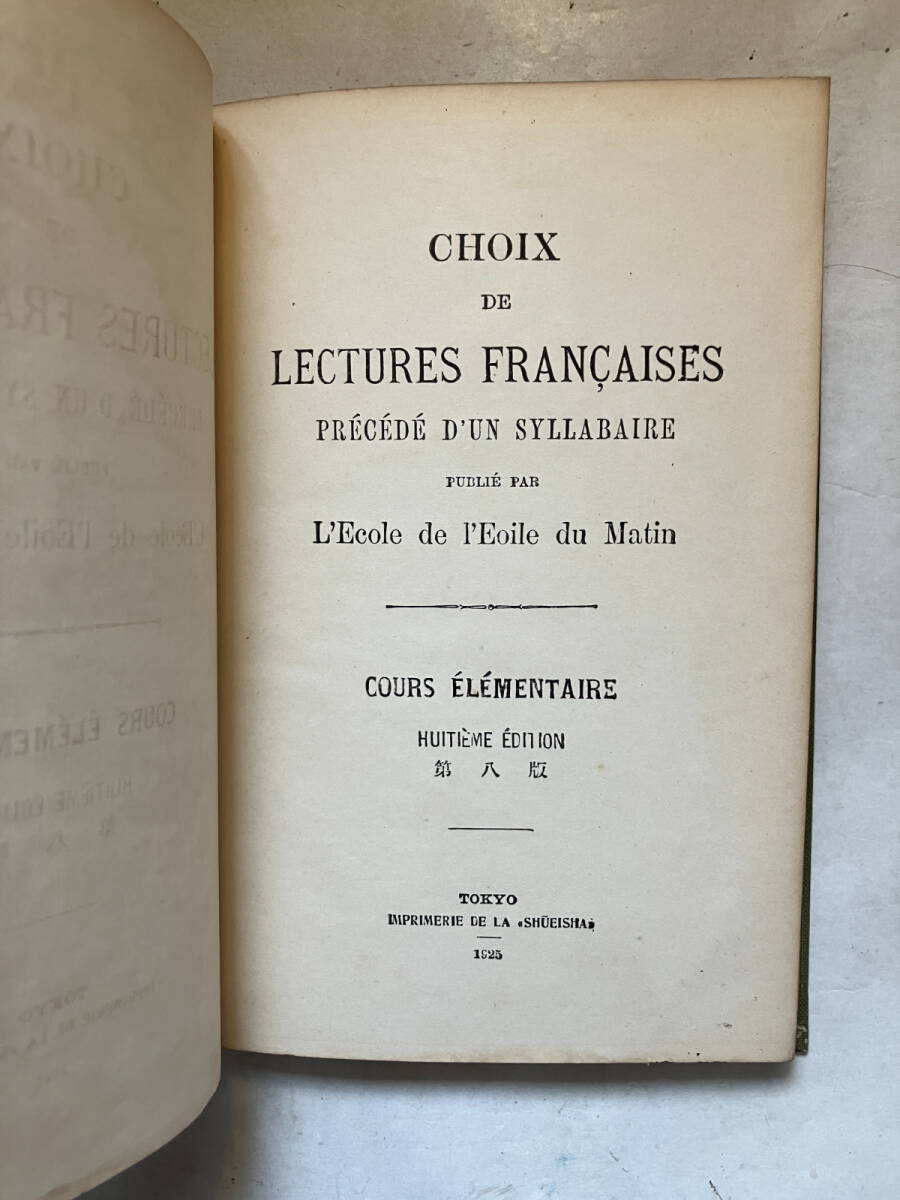 CHOIX
DE
LECTURES FRANÇAISES
PRÉCÉDÉ D'UN SYLLABAIRE
PUBLIÉ PAR
L'Ecole de l'Eoile du Matin
COURS ÉLÉMENTAIRE
HUITIÈME ÉDITION
第八版
TOKYO
IMPRIMERIE DE LA «SHŪEISHA»
1925